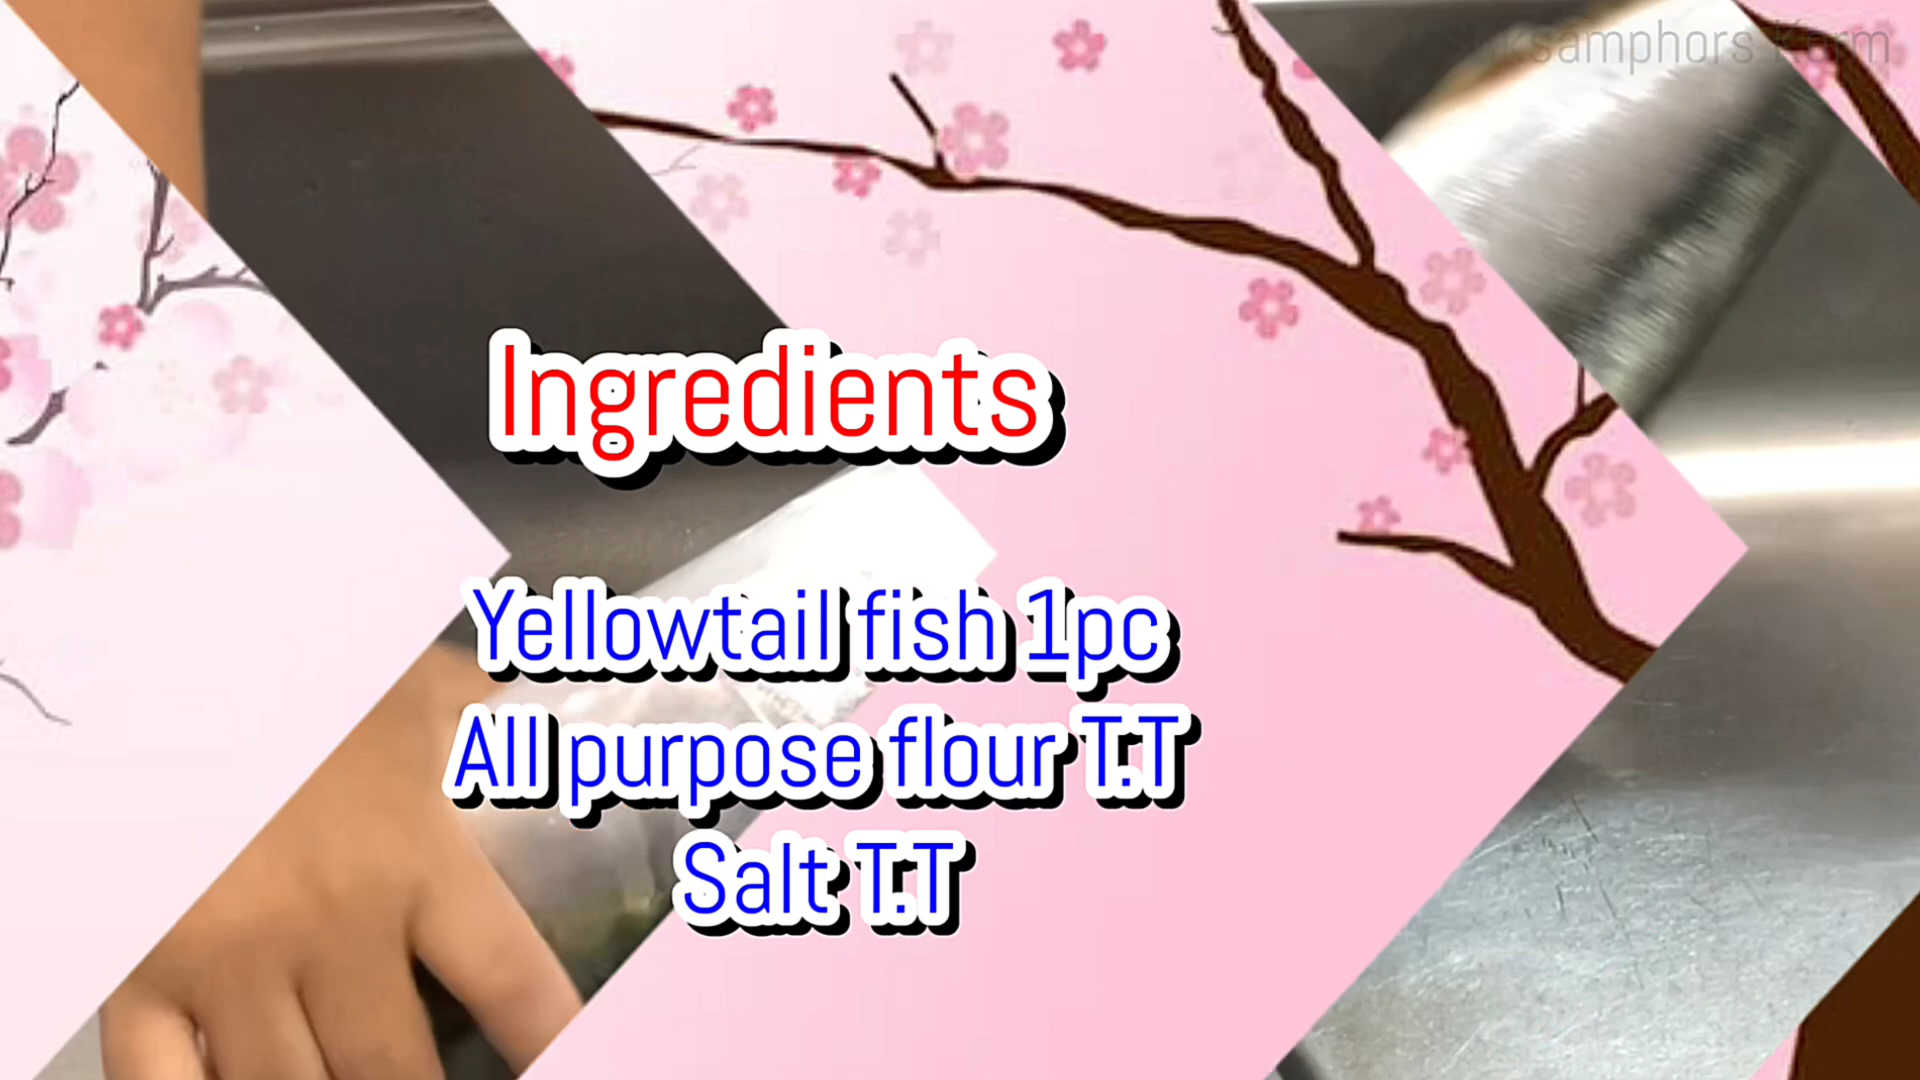 Ingredients
Yellowtail fish 1pc
All purpose flour T.T
Salt T.T